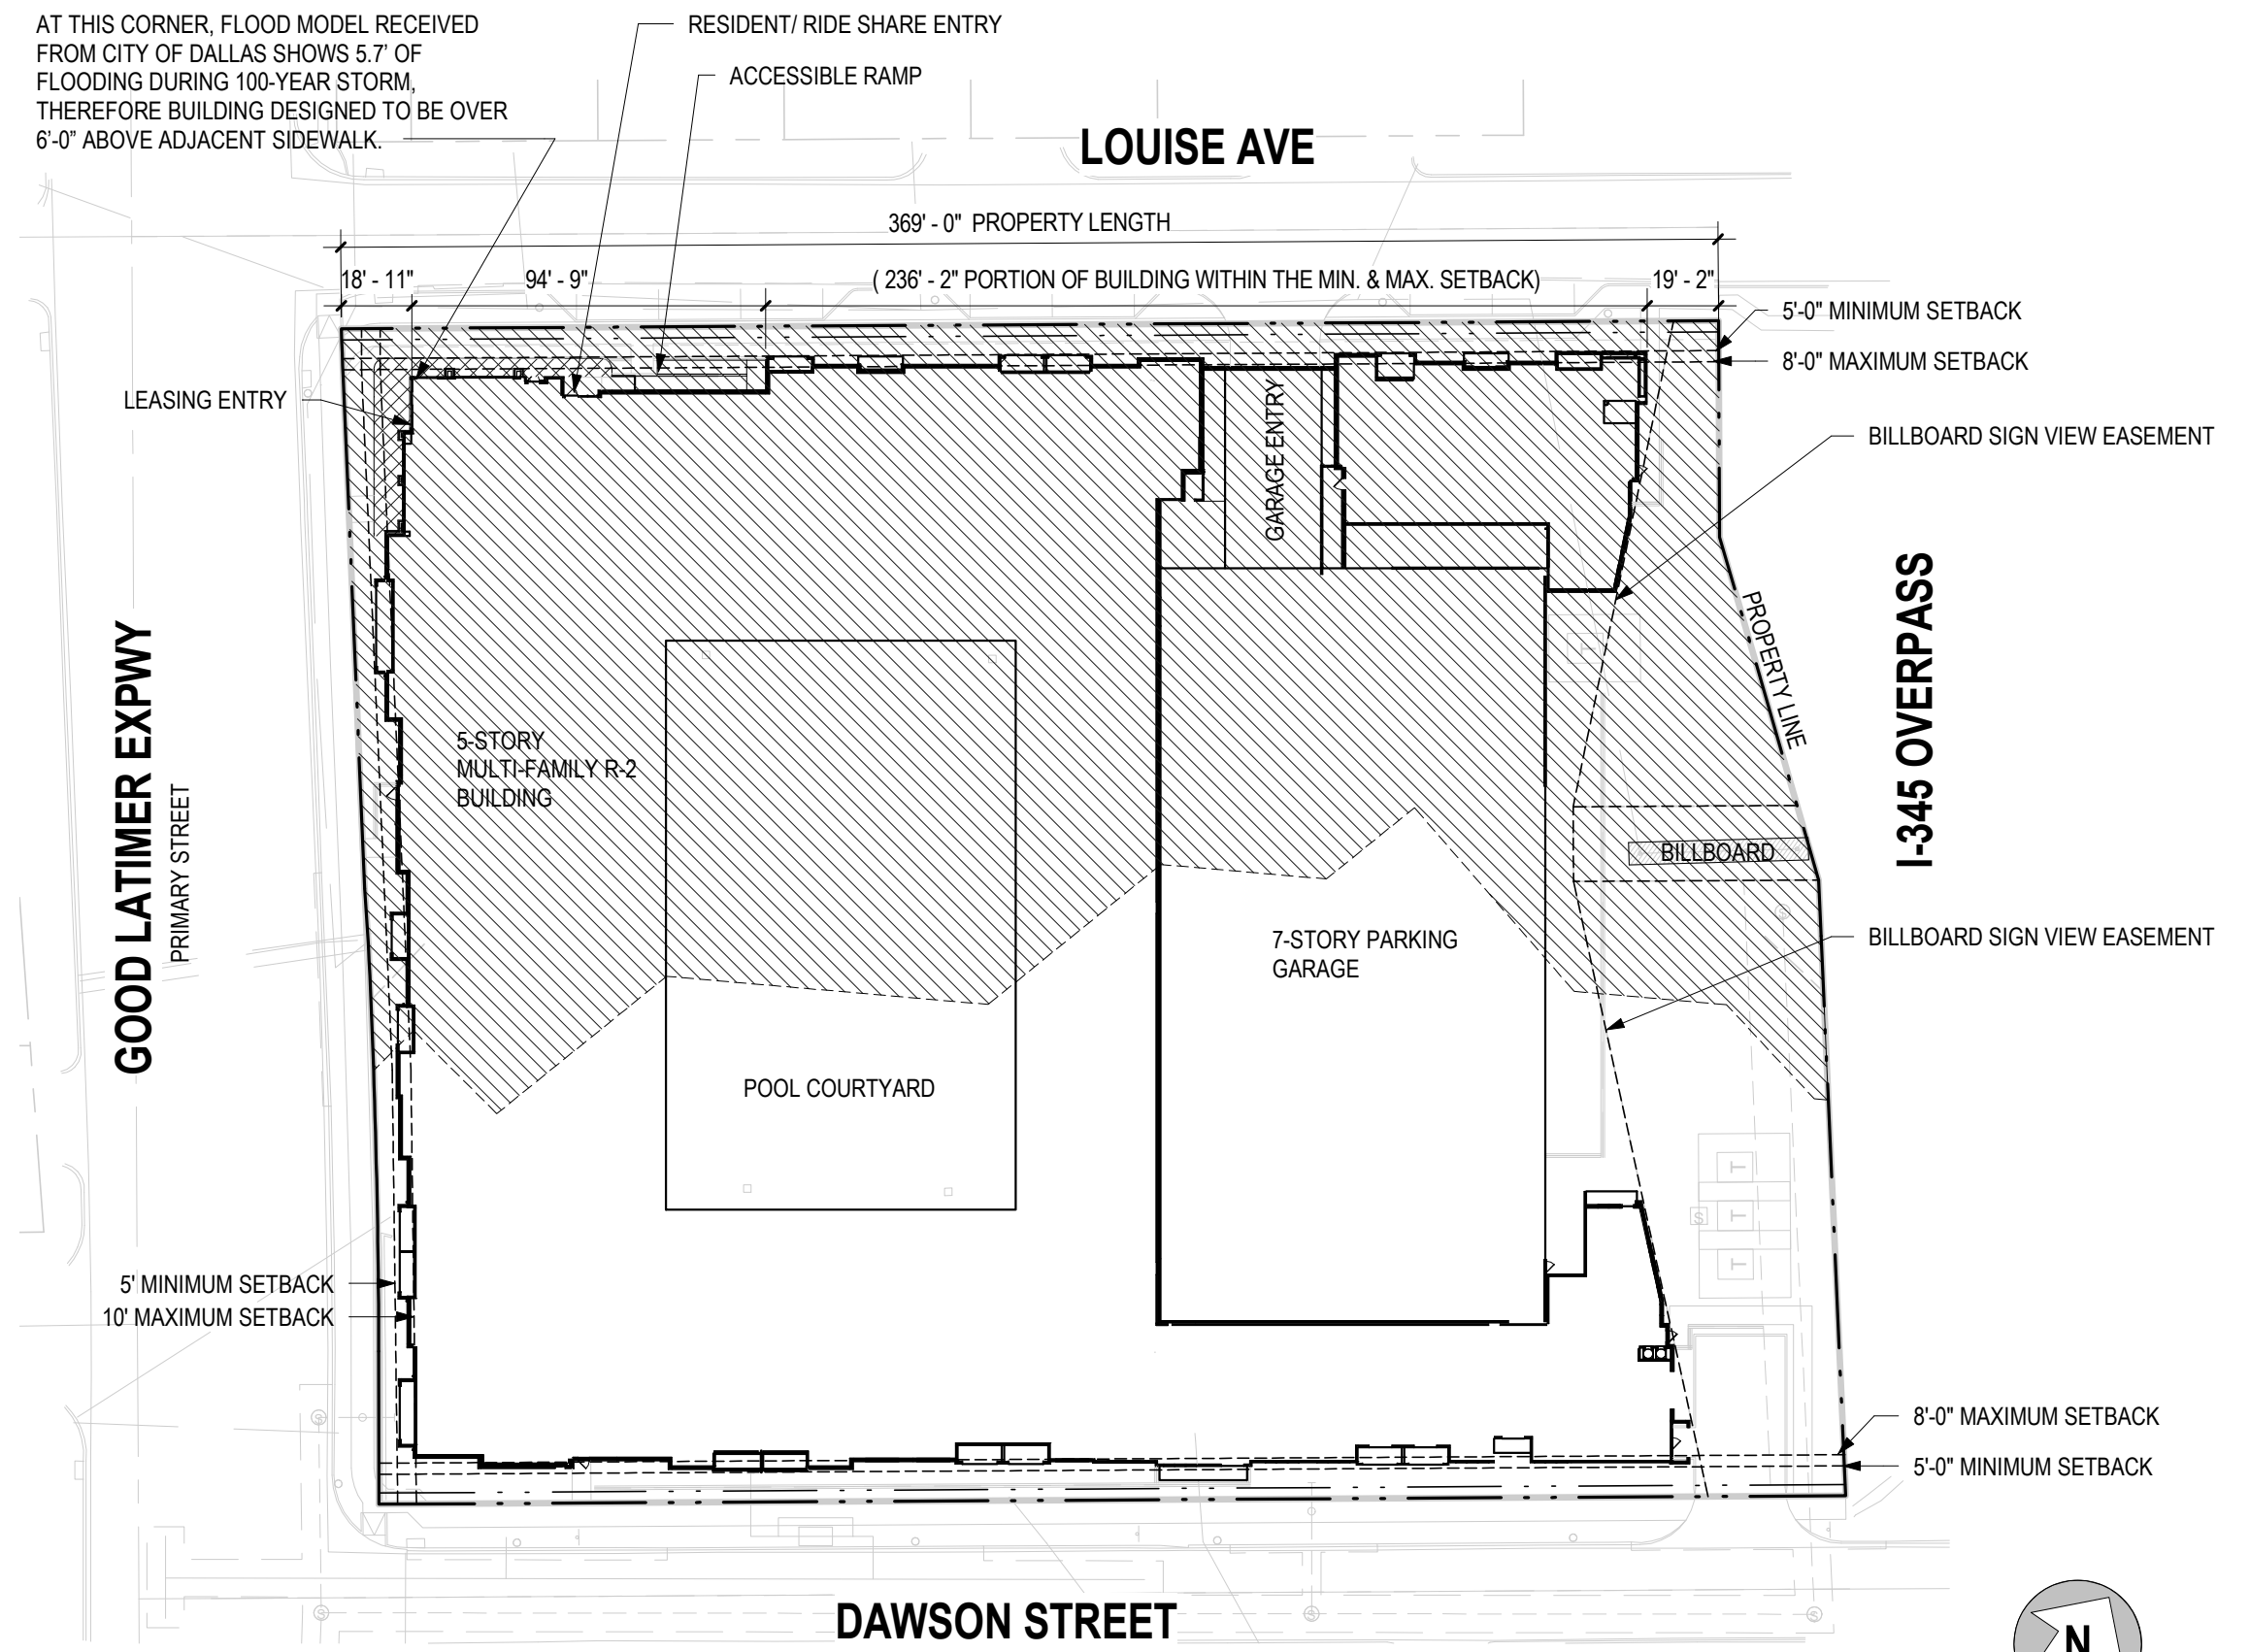 AT THIS CORNER, FLOOD MODEL RECEIVED
FROM CITY OF DALLAS SHOWS 5.7' OF
FLOODING DURING 100-YEAR STORM,
THEREFORE BUILDING DESIGNED TO BE OVER
6'-0” ABOVE ADJACENT SIDEWALK.
RESIDENT/ RIDE SHARE ENTRY
ACCESSIBLE RAMP
LOUISE AVE
369' - 0" PROPERTY LENGTH
18' - 11"
94' - 9"
( 236' - 2" PORTION OF BUILDING WITHIN THE MIN. & MAX. SETBACK)
19' - 2"
5'-0" MINIMUM SETBACK
8'-0" MAXIMUM SETBACK
LEASING ENTRY
GARAGE ENTRY
BILLBOARD SIGN VIEW EASEMENT
PROPERTY LINE
I-345 OVERPASS
T
GOOD LATIMER EXPWY
PRIMARY STREET
5-STORY
MULTI-FAMILY R-2
BUILDING
BILLBOARD
S
7-STORY PARKING
GARAGE
BILLBOARD SIGN VIEW EASEMENT
POOL COURTYARD
T
S
T
T
5' MINIMUM SETBACK
10' MAXIMUM SETBACK
8'-0" MAXIMUM SETBACK
5'-0" MINIMUM SETBACK
S
DAWSON STREET
S
S
S
N